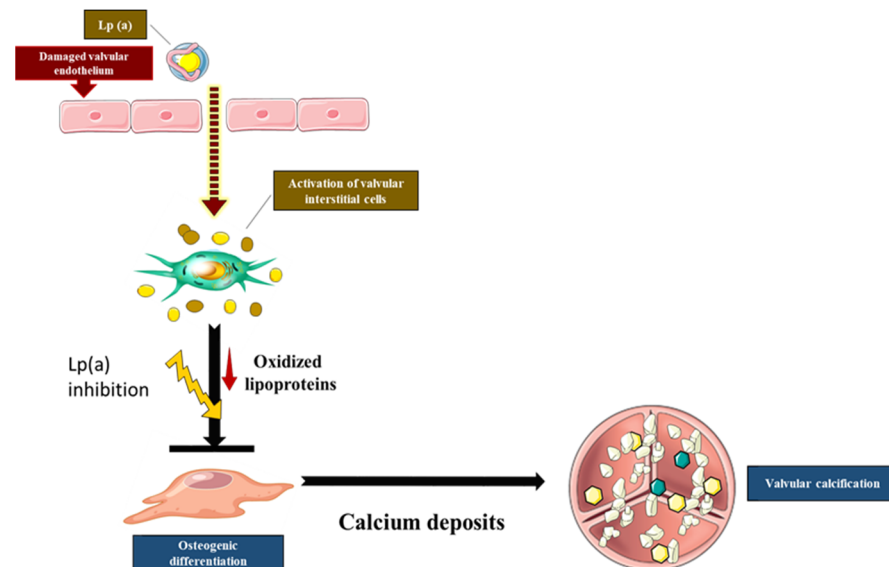 Lp (a)
Damaged valvular
endothelium
Activation of valvular
interstitial cells
Lp(a)
inhibition
Oxidized
lipoproteins
Calcium deposits
Valvular calcification
Osteogenic
differentiation